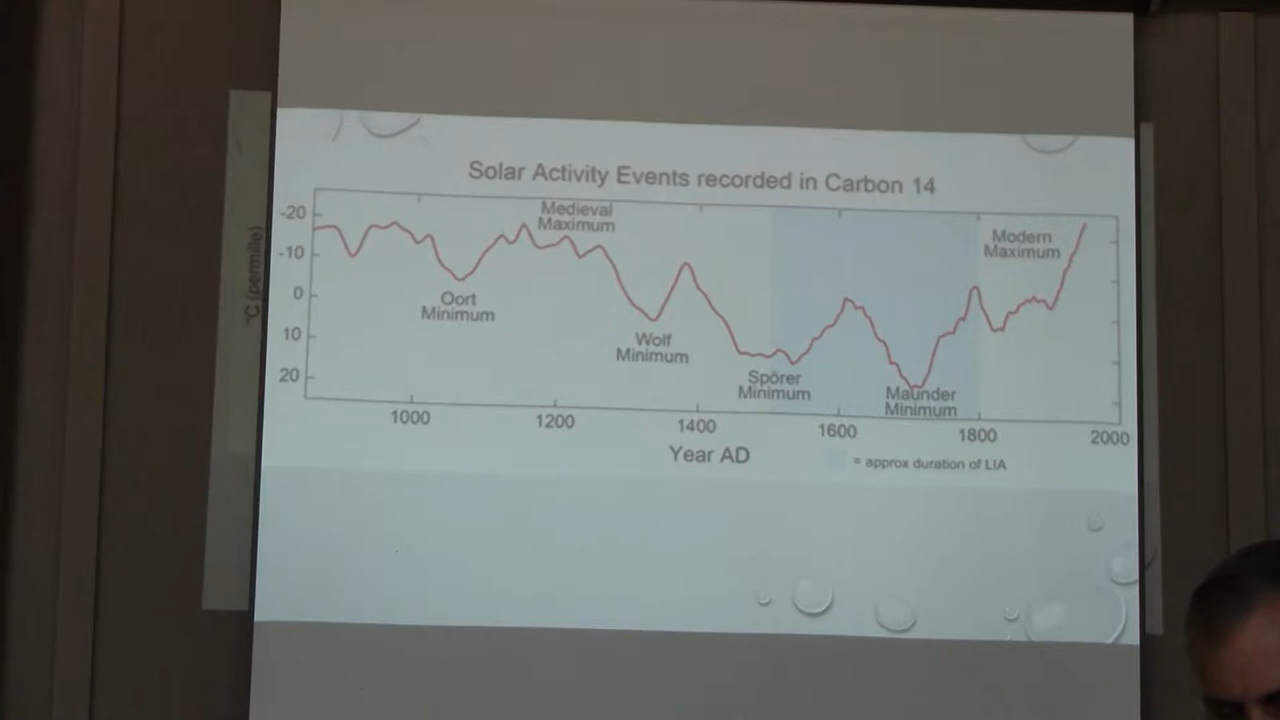 Solar Activity Events recorded in Carbon 14
Medieval
Maximum
Modern
Maximum
-20
-10
0
10
20
°C (permille)
Oort
Minimum
Wolf
Minimum
Spörer
Minimum
Maunder
Minimum
1000
1200
1400
1600
1800
2000
Year AD
= approx duration of LIA